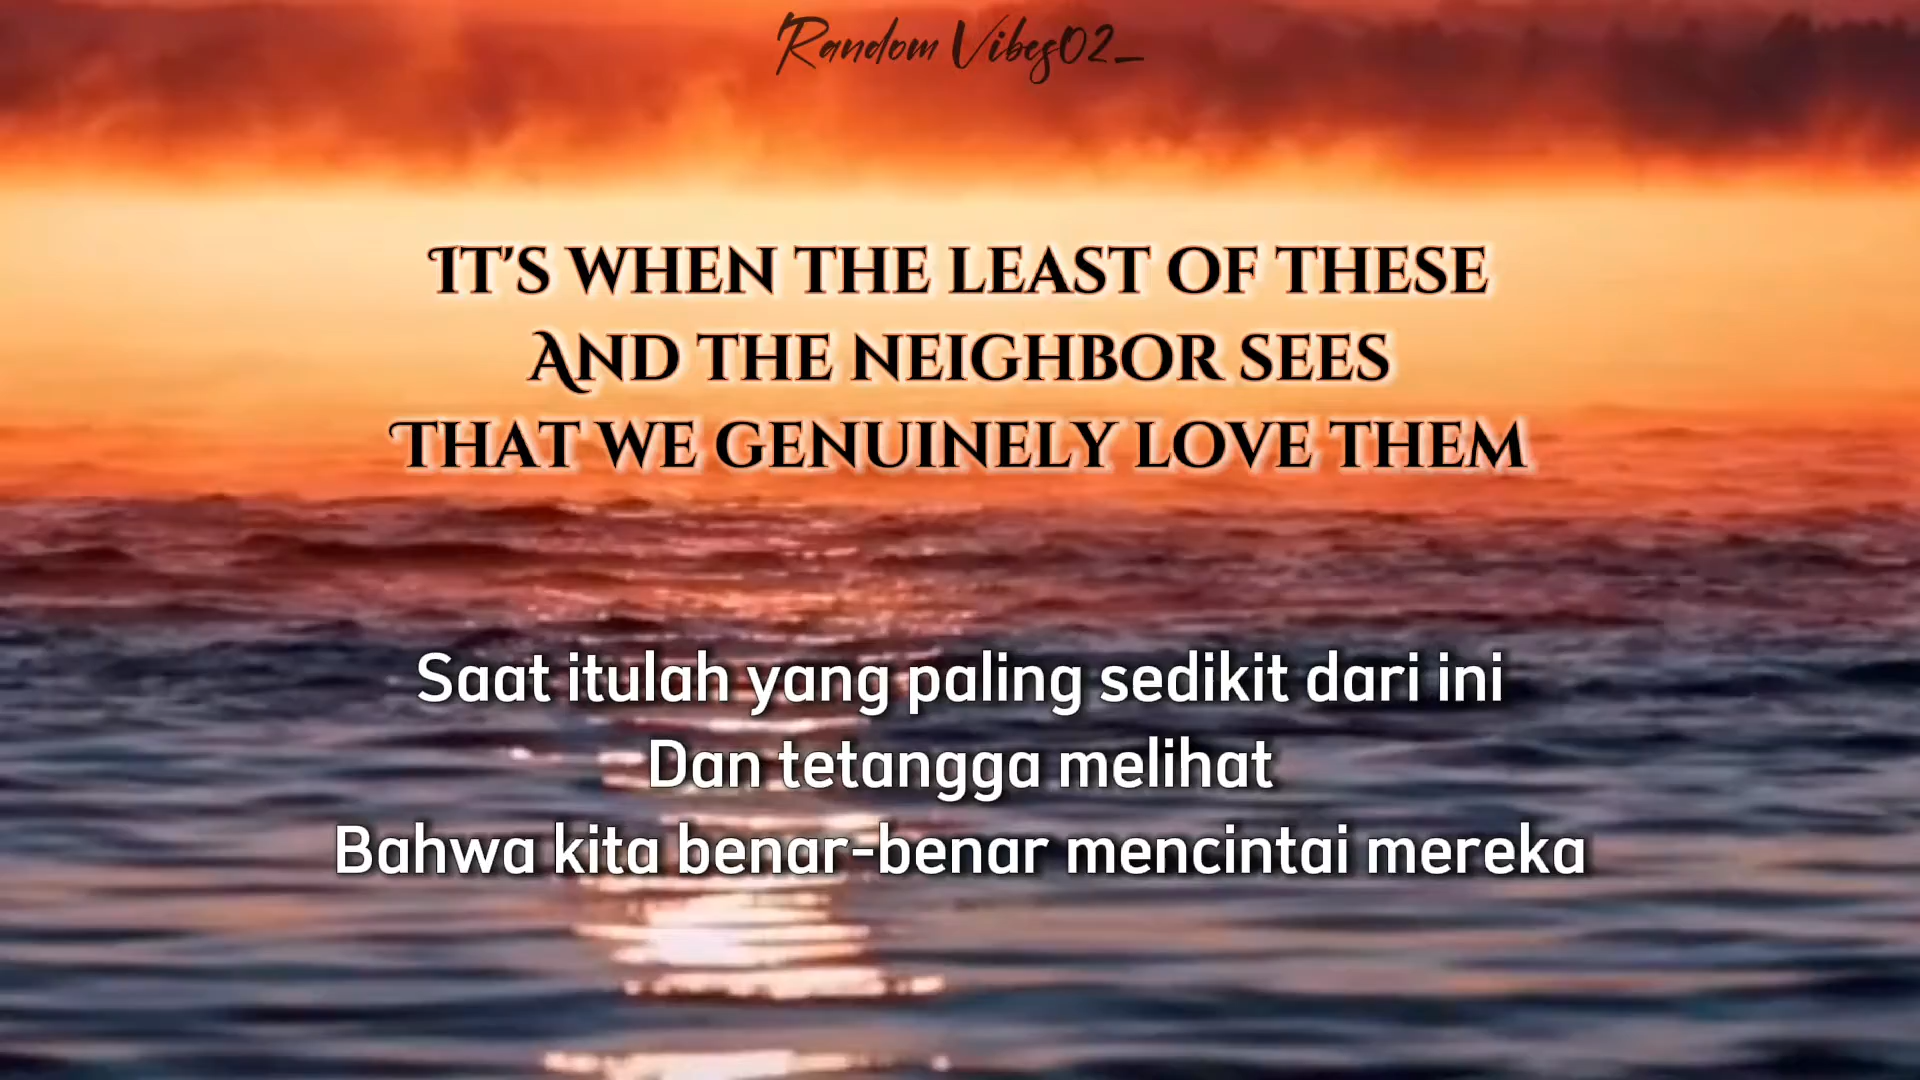 Random Vibes02_
It's when the least of these
And the neighbor sees
That we genuinely love them
Saat itulah yang paling sedikit dari ini
Dan tetangga melihat
Bahwa kita benar-benar mencintai mereka